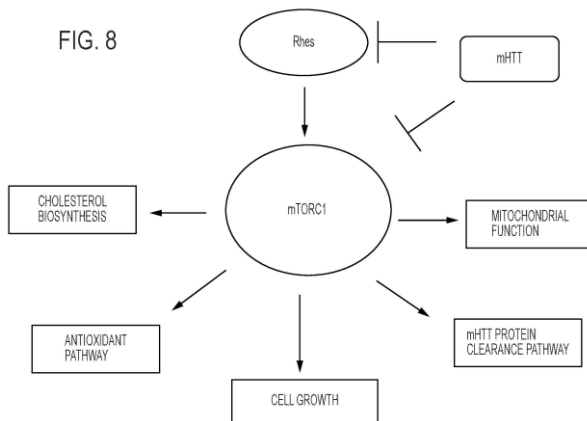 FIG. 8
Rhes
mHTT
mTORC1
CHOLESTEROL
BIOSYNTHESIS
MITOCHONDRIAL
FUNCTION
ANTIOXIDANT
PATHWAY
mHTT PROTEIN
CLEARANCE PATHWAY
CELL GROWTH